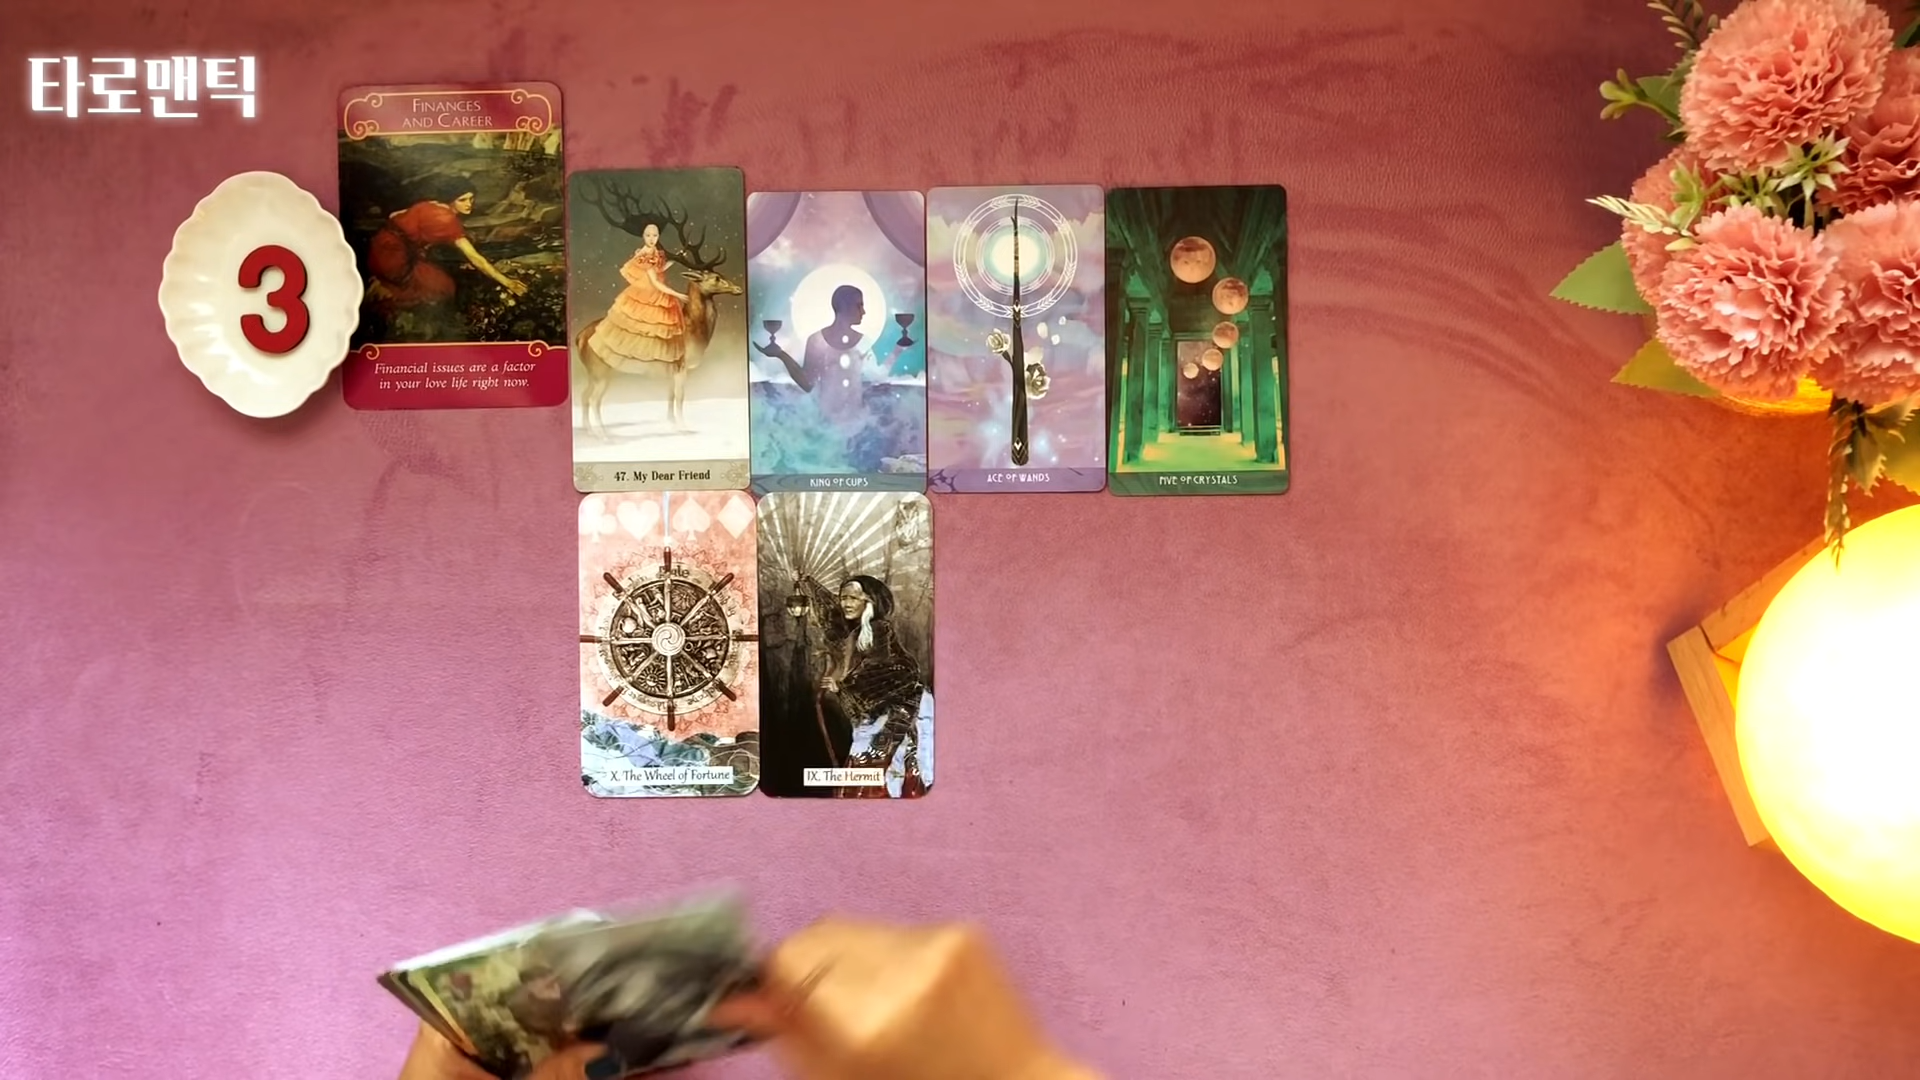 타로맨틱
FINANCES
AND CAREER
3
Financial issues are a factor
in your love life right now.
47. My Dear Friend
KING OF CUPS
ACE OF WANDS
FIVE OF CRYSTALS
X. The Wheel of Fortune
IX. The Hermit